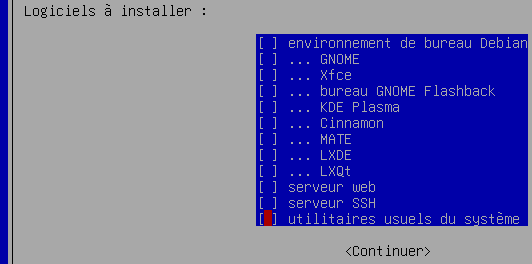 Logiciels à installer :
[ ] environnement de bureau Debian
[ ] ... GNOME
[ ] ... Xfce
[ ] ... bureau GNOME Flashback
[ ] ... KDE Plasma
[ ] ... Cinnamon
[ ] ... MATE
[ ] ... LXDE
[ ] ... LXQt
[ ] serveur web
[ ] serveur SSH
[ ] utilitaires usuels du système
<Continuer>